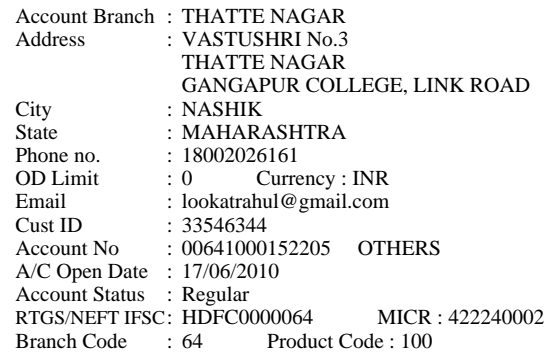 Account Branch : THATTE NAGAR
Address : VASTUSHRI No.3
THATTE NAGAR
GANGAPUR COLLEGE, LINK ROAD
City : NASHIK
State : MAHARASHTRA
Phone no. : 18002026161
OD Limit : 0 Currency : INR
Email : lookatrahul@gmail.com
Cust ID : 33546344
Account No : 00641000152205 OTHERS
A/C Open Date : 17/06/2010
Account Status : Regular
RTGS/NEFT IFSC: HDFC0000064 MICR : 422240002
Branch Code : 64 Product Code : 100